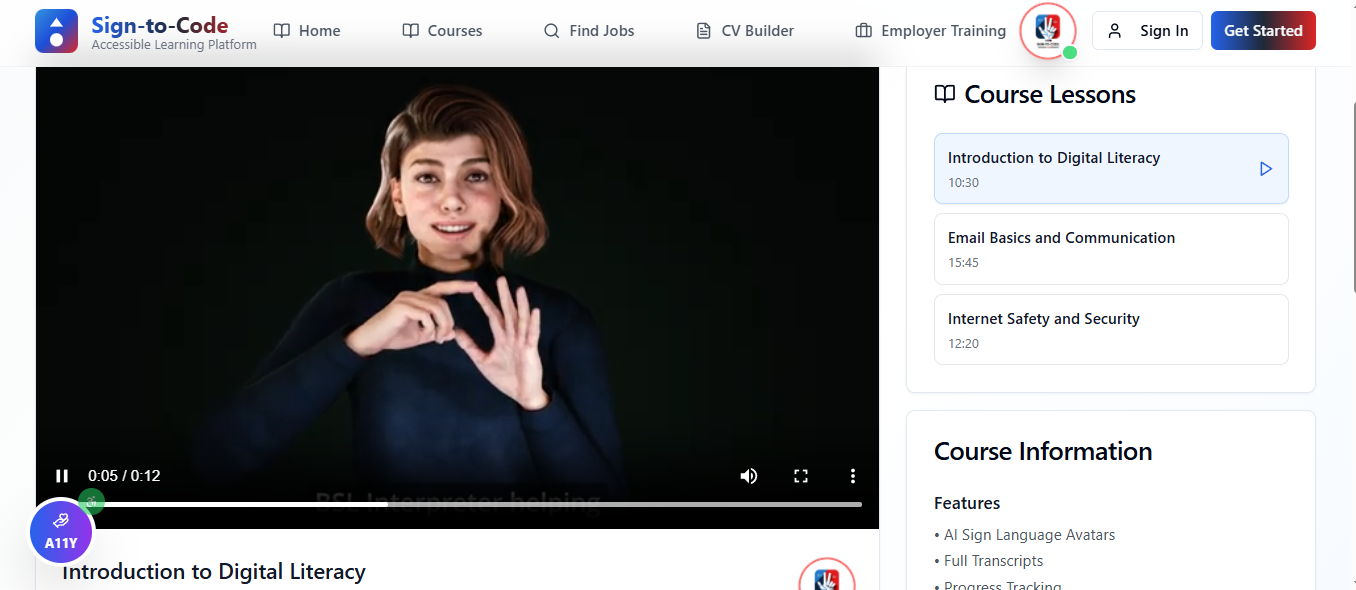 Sign-to-Code
Accessible Learning Platform
Home
Courses
Find Jobs
CV Builder
Employer Training
Sign In
Get Started
BSL Interpreter helping
0:05 / 0:12
A11Y
Introduction to Digital Literacy
Course Lessons
Introduction to Digital Literacy
10:30
Email Basics and Communication
15:45
Internet Safety and Security
12:20
Course Information
Features
• AI Sign Language Avatars
• Full Transcripts
• Progress Tracking